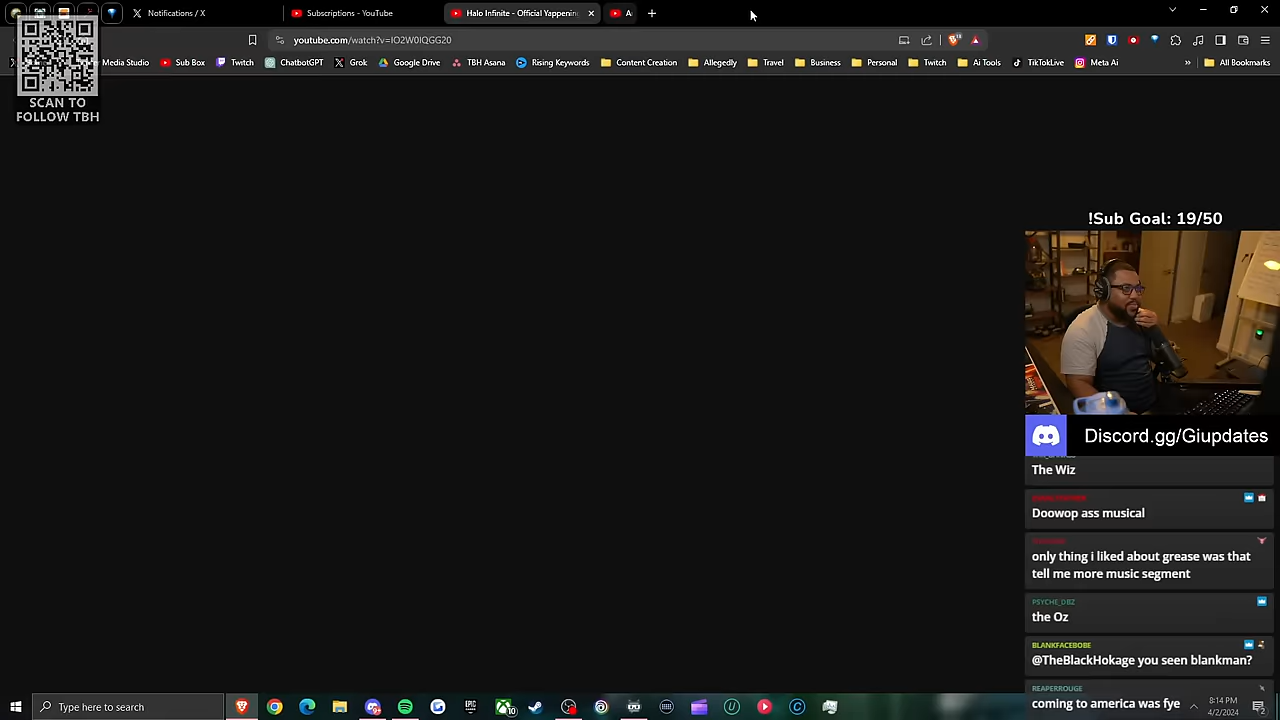 Notifications / X
Subscriptions - YouTube
Halo Infinite - Official Yappening
A
youtube.com/watch?v=IO2W0IQGG20
Media Studio
Sub Box
Twitch
ChatbotGPT
Grok
Google Drive
TBH Asana
Rising Keywords
Content Creation
Allegedly
Travel
Business
Personal
Twitch
Ai Tools
TikTokLive
Meta Ai
»
All Bookmarks
SCAN TO
FOLLOW TBH
!Sub Goal: 19/50
Discord.gg/Giupdates
The Wiz
Doowop ass musical
only thing i liked about grease was that
tell me more music segment
PSYCHE_DBZ
the Oz
BLANKFACEBOBE
@TheBlackHokage you seen blankman?
REAPERROUGE
coming to america was fye
Type here to search
EPIC
10
8:14 PM
4/2/2024
2